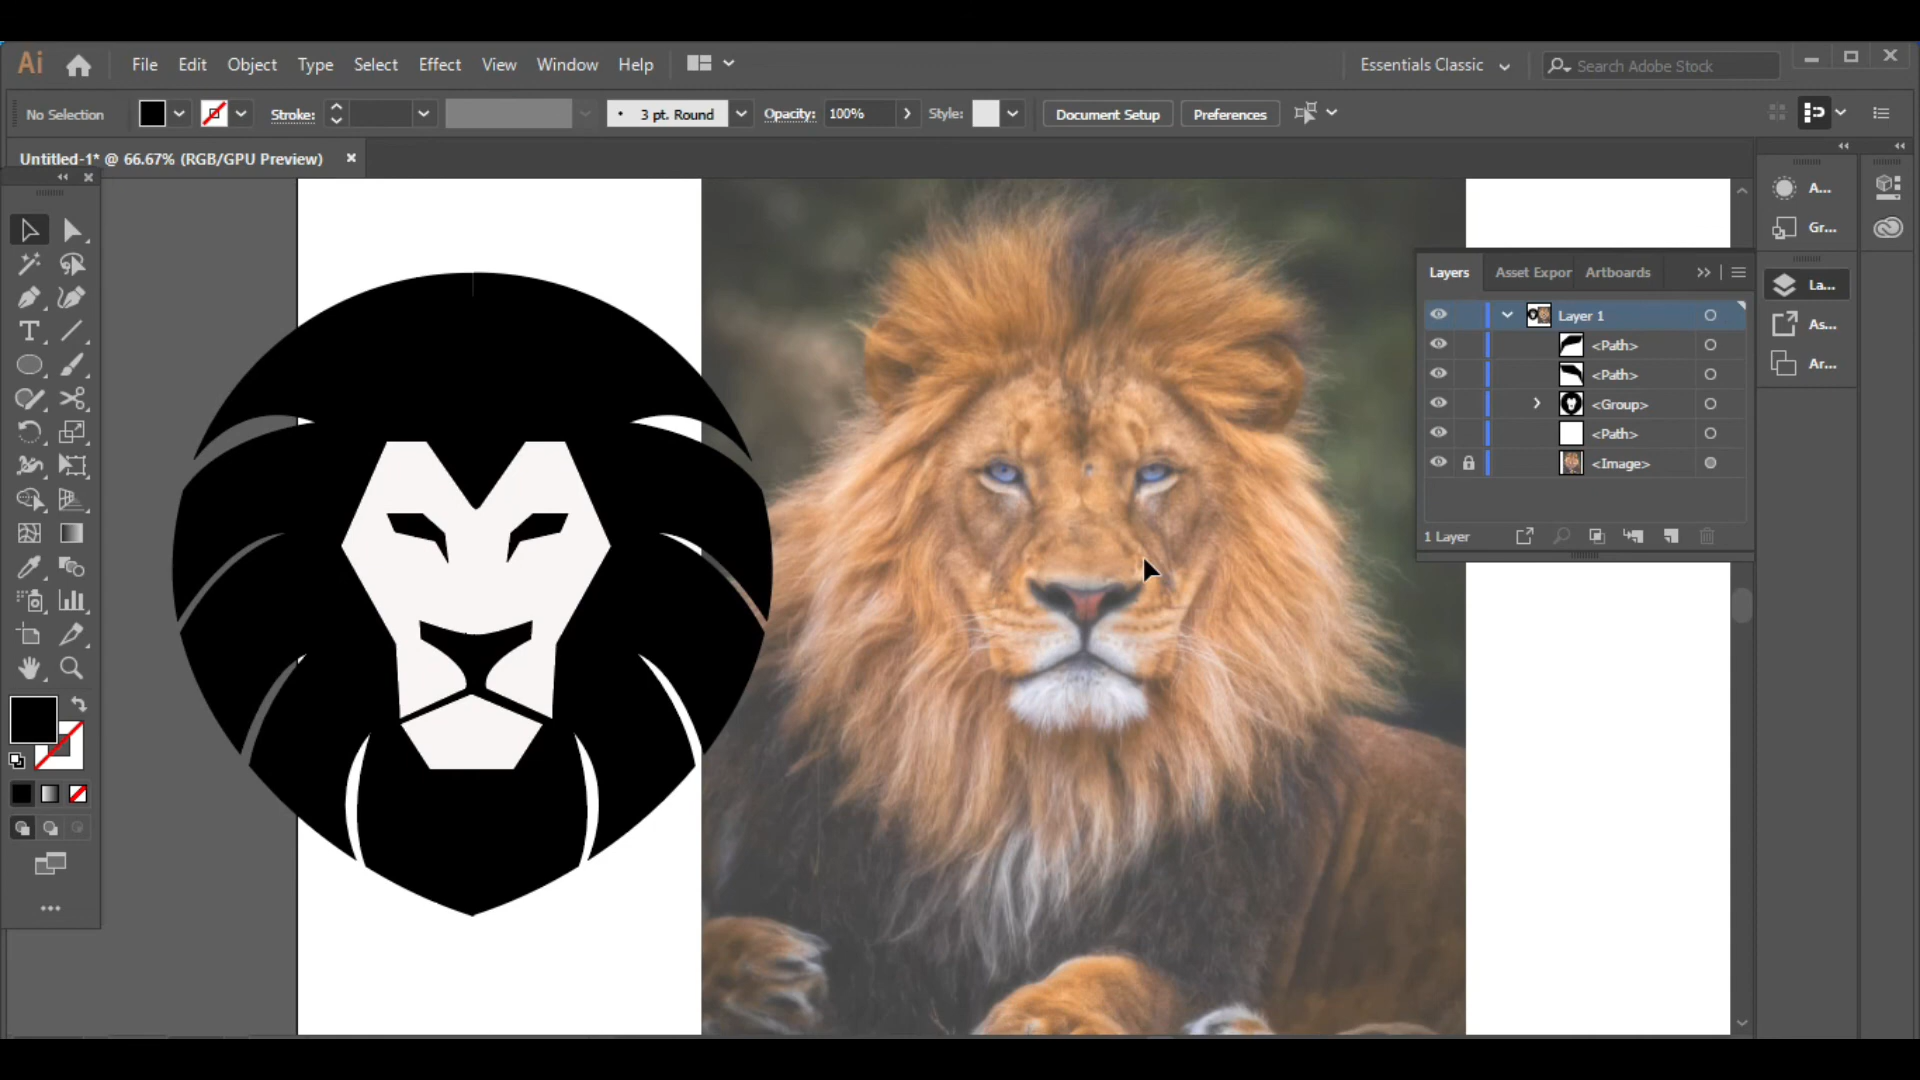 Ai File Edit Object Type Select Effect View Window Help Essentials Classic Search Adobe Stock
No Selection Stroke: 3 pt. Round Opacity: 100% Style: Document Setup Preferences
Untitled-1* @ 66.67% (RGB/GPU Preview)
A...
Gr...
Layers Asset Expor Artboards
La...
Layer 1
As...
<Path>
Ar...
<Path>
<Group>
<Path>
<Image>
1 Layer